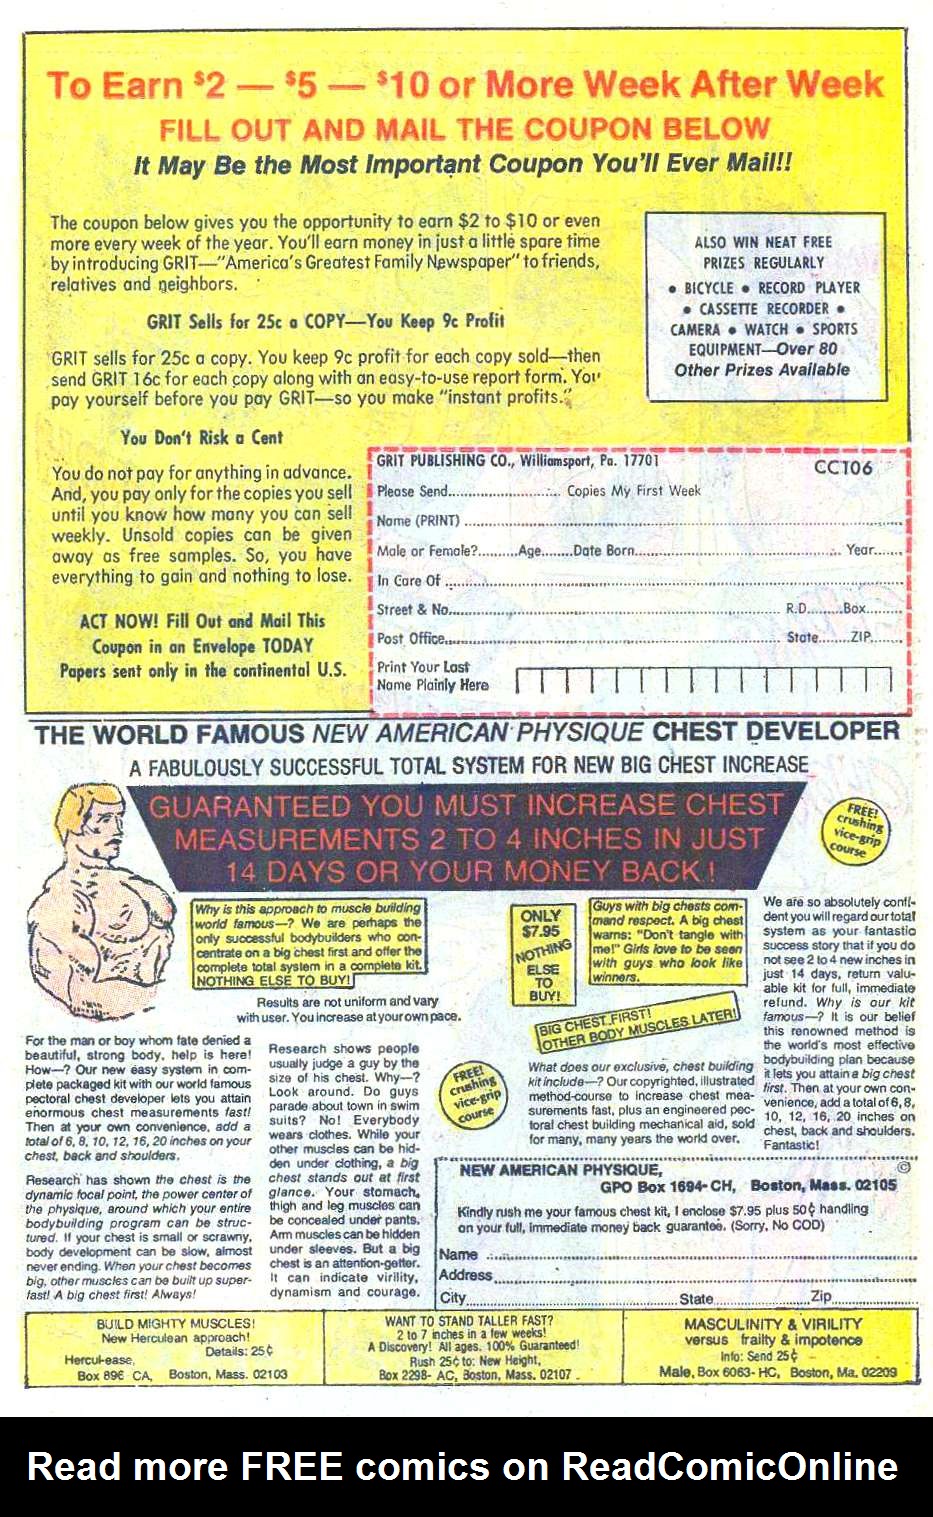 To Earn $2 — $5 — $10 or More Week After Week
FILL OUT AND MAIL THE COUPON BELOW
It May Be the Most Important Coupon You'll Ever Mail!!
The coupon below gives you the opportunity to earn $2 to $10 or even
more every week of the year. You'll earn money in just a little spare time
by introducing GRIT—"America's Greatest Family Newspaper" to friends,
relatives and neighbors.
GRIT Sells for 25c a COPY—You Keep 9c Profit
GRIT sells for 25c a copy. You keep 9c profit for each copy sold—then
send GRIT 16c for each copy along with an easy-to-use report form. You
pay yourself before you pay GRIT—so you make "instant profits."
ALSO WIN NEAT FREE
PRIZES REGULARLY
• BICYCLE • RECORD PLAYER
• CASSETTE RECORDER •
CAMERA • WATCH • SPORTS
EQUIPMENT—Over 80
Other Prizes Available
You Don't Risk a Cent
You do not pay for anything in advance.
And, you pay only for the copies you sell
until you know how many you can sell
weekly. Unsold copies can be given
away as free samples. So, you have
everything to gain and nothing to lose.
ACT NOW! Fill Out and Mail This
Coupon in an Envelope TODAY
Papers sent only in the continental U.S.
GRIT PUBLISHING CO., Williamsport, Pa. 17701 CC106
Please Send........................... Copies My First Week
Name (PRINT) ...........................
Male or Female?.........Age.......Date Born........................... Year.......
In Care Of ...........................
Street & No........................... R.D.........Box.........
Post Office........................... State.......ZIP.......
Print Your Last
Name Plainly Here
THE WORLD FAMOUS NEW AMERICAN PHYSIQUE CHEST DEVELOPER
A FABULOUSLY SUCCESSFUL TOTAL SYSTEM FOR NEW BIG CHEST INCREASE
GUARANTEED YOU MUST INCREASE CHEST
MEASUREMENTS 2 TO 4 INCHES IN JUST
14 DAYS OR YOUR MONEY BACK!
FREE!
crushing
vice-grip
course
Why is this approach to muscle building
world famous—? We are perhaps the
only successful bodybuilders who con-
centrate on a big chest first and offer the
complete total system in a complete kit.
NOTHING ELSE TO BUY!
Results are not uniform and vary
with user. You increase at your own pace.
ONLY
$7.95
NOTHING
ELSE
TO
BUY!
Guys with big chests com-
mand respect. A big chest
warns: "Don't tangle with
me!" Girls love to be seen
with guys who look like
winners.
BIG CHEST FIRST!
OTHER BODY MUSCLES LATER!
For the man or boy whom fate denied a
beautiful, strong body, help is here!
How—? Our new easy system in com-
plete packaged kit with our world famous
pectoral chest developer lets you attain
enormous chest measurements fast!
Then at your own convenience, add a
total of 6, 8, 10, 12, 16, 20 inches on your
chest, back and shoulders.
Research has shown the chest is the
dynamic focal point, the power center of
the physique, around which your entire
bodybuilding program can be struc-
tured. If your chest is small or scrawny,
body development can be slow, almost
never ending. When your chest becomes
big, other muscles can be built up super-
fast! A big chest first! Always!
Research shows people
usually judge a guy by the
size of his chest. Why—?
Look around. Do guys
parade about town in swim
suits? No! Everybody
wears clothes. While your
other muscles can be hid-
den under clothing, a big
chest stands out at first
glance. Your stomach,
thigh and leg muscles can
be concealed under pants.
Arm muscles can be hidden
under sleeves. But a big
chest is an attention-getter.
It can indicate virility,
dynamism and courage.
FREE!
crushing
vice-grip
course
What does our exclusive, chest building
kit include—? Our copyrighted, illustrated
method-course to increase chest mea-
surements fast, plus an engineered pec-
toral chest building mechanical aid, sold
for many, many years the world over.
We are so absolutely confi-
dent you will regard our total
system as your fantastic
success story that if you do
not see 2 to 4 new inches in
just 14 days, return valu-
able kit for full, immediate
refund. Why is our kit
famous—? It is our belief
this renowned method is
the world's most effective
bodybuilding plan because
it lets you attain a big chest
first. Then at your own con-
venience, add a total of 6, 8,
10, 12, 16, 20 inches on
chest, back and shoulders.
Fantastic!
NEW AMERICAN PHYSIQUE, ©
GPO Box 1694-CH, Boston, Mass. 02105
Kindly rush me your famous chest kit, I enclose $7.95 plus 50¢ handling
on your full, immediate money back guarantee. (Sorry, No COD)
Name ...........................
Address...........................
City...........................State...........................Zip...........................
BUILD MIGHTY MUSCLES!
New Herculean approach!
Details: 25¢
Hercul-ease,
Box 896 CA, Boston, Mass. 02103
WANT TO STAND TALLER FAST?
2 to 7 inches in a few weeks!
A Discovery! All ages. 100% Guaranteed!
Rush 25¢ to: New Height,
Box 2298- AC, Boston, Mass. 02107
MASCULINITY & VIRILITY
versus frailty & impotence
Info: Send 25¢
Male, Box 6063- HC, Boston, Ma. 02209
Read more FREE comics on ReadComicOnline